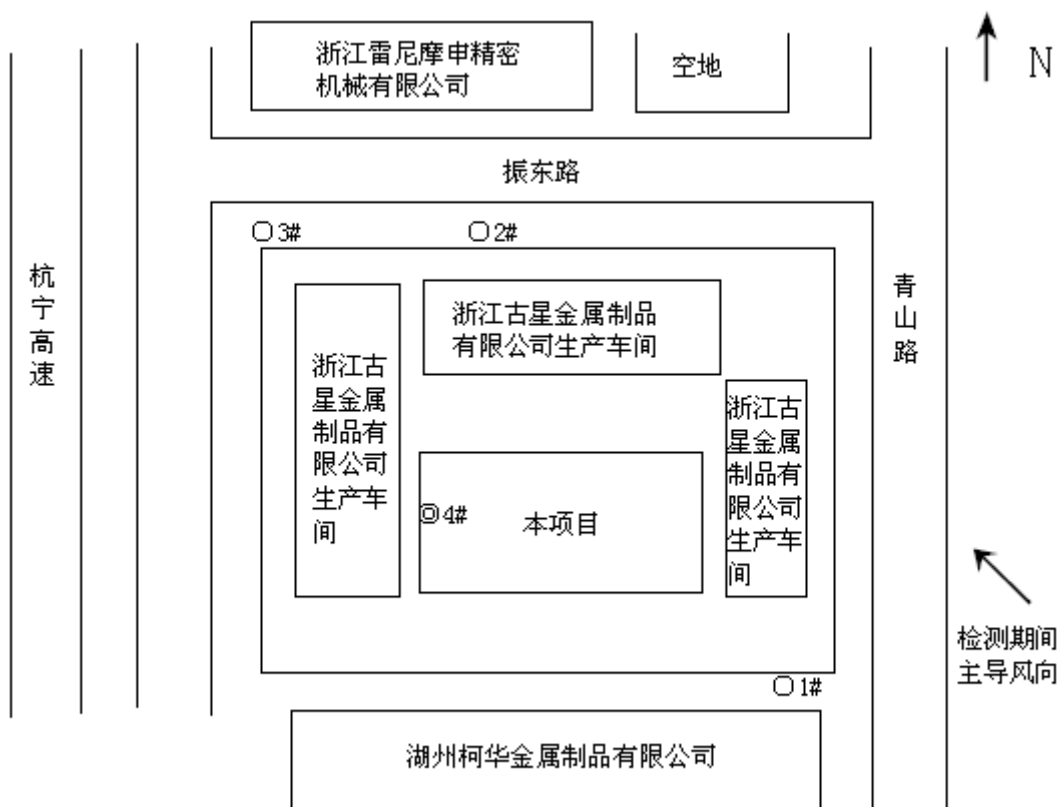 浙江雷尼摩申精密
机械有限公司
空地
N
振东路
○3#
○2#
杭宁高速
青山路
浙江古星金属制品
有限公司生产车间
浙江古
星金属
制品有
限公司
生产车
间
浙江古
星金属
制品有
限公司
生产车
间
◎4#
本项目
检测期间
主导风向
○1#
湖州柯华金属制品有限公司